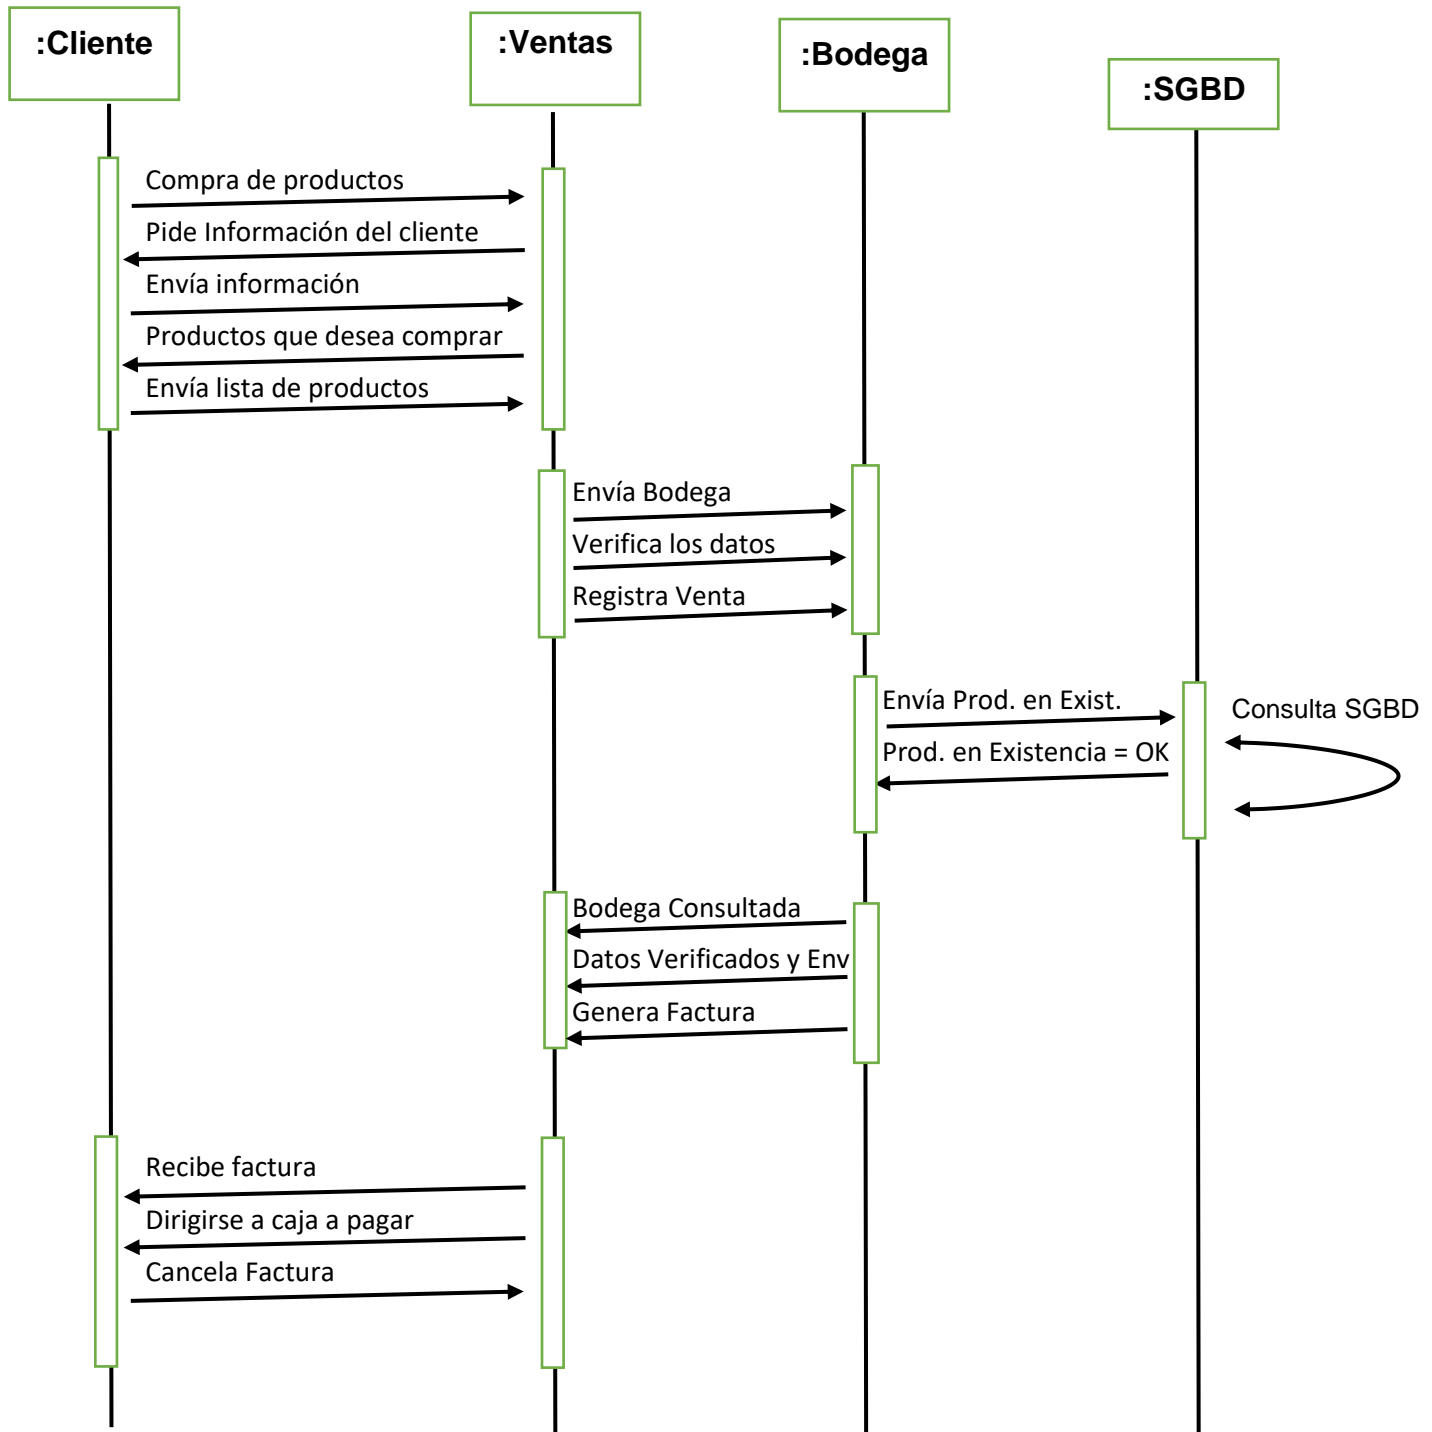 :Cliente
:Ventas
:Bodega
:SGBD
Compra de productos
Pide Información del cliente
Envía información
Productos que desea comprar
Envía lista de productos
Envía Bodega
Verifica los datos
Registra Venta
Envía Prod. en Exist.
Consulta SGBD
Prod. en Existencia = OK
Bodega Consultada
Datos Verificados y Env
Genera Factura
Recibe factura
Dirigirse a caja a pagar
Cancela Factura